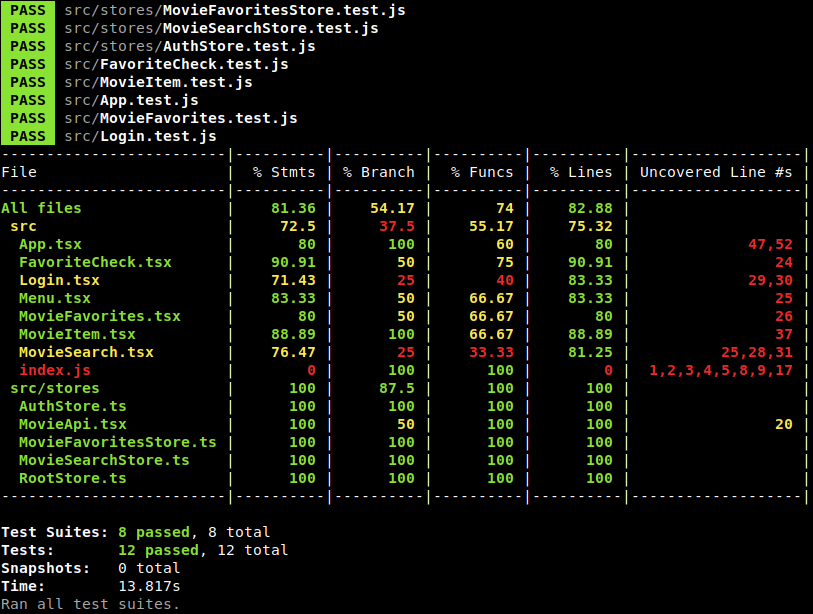 PASS  src/stores/MovieFavoritesStore.test.js
PASS  src/stores/MovieSearchStore.test.js
PASS  src/stores/AuthStore.test.js
PASS  src/FavoriteCheck.test.js
PASS  src/MovieItem.test.js
PASS  src/App.test.js
PASS  src/MovieFavorites.test.js
PASS  src/Login.test.js
-------------------------|----------|----------|----------|----------|-------------------|
File                     |  % Stmts | % Branch |  % Funcs |  % Lines | Uncovered Line #s |
-------------------------|----------|----------|----------|----------|-------------------|
All files                |    81.36 |    54.17 |       74 |    82.88 |                   |
 src                     |     72.5 |     37.5 |    55.17 |    75.32 |                   |
  App.tsx                |       80 |      100 |       60 |       80 |             47,52 |
  FavoriteCheck.tsx      |    90.91 |       50 |       75 |    90.91 |                24 |
  Login.tsx              |    71.43 |       25 |       40 |    83.33 |             29,30 |
  Menu.tsx               |    83.33 |       50 |    66.67 |    83.33 |                25 |
  MovieFavorites.tsx     |       80 |       50 |    66.67 |       80 |                26 |
  MovieItem.tsx          |    88.89 |      100 |    66.67 |    88.89 |                37 |
  MovieSearch.tsx        |    76.47 |       25 |    33.33 |    81.25 |          25,28,31 |
  index.js               |        0 |      100 |      100 |        0 |  1,2,3,4,5,8,9,17 |
 src/stores              |      100 |     87.5 |      100 |      100 |                   |
  AuthStore.ts           |      100 |      100 |      100 |      100 |                   |
  MovieApi.tsx           |      100 |       50 |      100 |      100 |                20 |
  MovieFavoritesStore.ts |      100 |      100 |      100 |      100 |                   |
  MovieSearchStore.ts    |      100 |      100 |      100 |      100 |                   |
  RootStore.ts           |      100 |      100 |      100 |      100 |                   |
-------------------------|----------|----------|----------|----------|-------------------|
Test Suites: 8 passed, 8 total
Tests:       12 passed, 12 total
Snapshots:   0 total
Time:        13.817s
Ran all test suites.